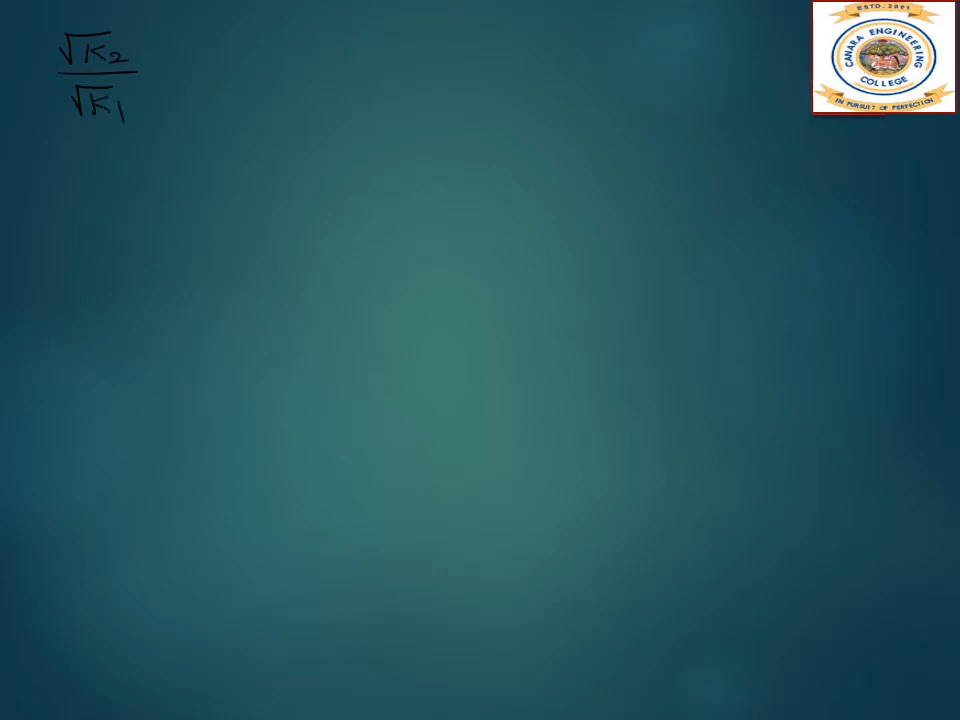 √K2
√K1
ESTD. 2001
CANARA ENGINEERING
COLLEGE
IN PURSUIT OF PERFECTION